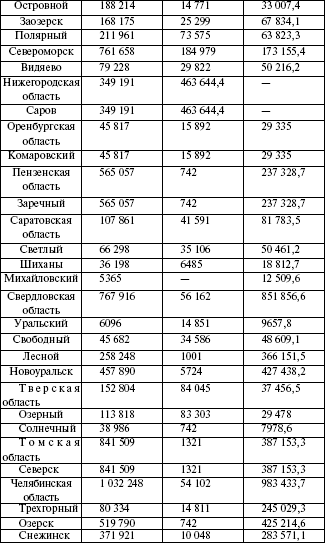 Островной 188 214 14 771 33 007,4
Заозерск 168 175 25 299 67 834,1
Полярный 211 961 73 575 63 823,3
Североморск 761 658 184 979 173 155,4
Видяево 79 228 29 822 50 216,2
Нижегородская 349 191 463 644,4 —
область
Саров 349 191 463 644,4 —
Оренбургская 45 817 15 892 29 335
область
Комаровский 45 817 15 892 29 335
Пензенская 565 057 742 237 328,7
область
Заречный 565 057 742 237 328,7
Саратовская 107 861 41 591 81 783,5
область
Светлый 66 298 35 106 50 461,2
Шиханы 36 198 6485 18 812,7
Михайловский 5365 — 12 509,6
Свердловская 767 916 56 162 851 856,6
область
Уральский 6096 14 851 9657,8
Свободный 45 682 34 586 48 609,1
Лесной 258 248 1001 366 151,5
Новоуральск 457 890 5724 427 438,2
Тверская 152 804 84 045 37 456,5
область
Озерный 113 818 83 303 29 478
Солнечный 38 986 742 7978,6
Томская 841 509 1321 387 153,3
область
Северск 841 509 1321 387 153,3
Челябинская 1 032 248 54 102 983 433,7
область
Трехгорный 80 334 14 811 245 029,3
Озерск 519 790 742 425 214,6
Снежинск 371 921 10 048 283 571,1